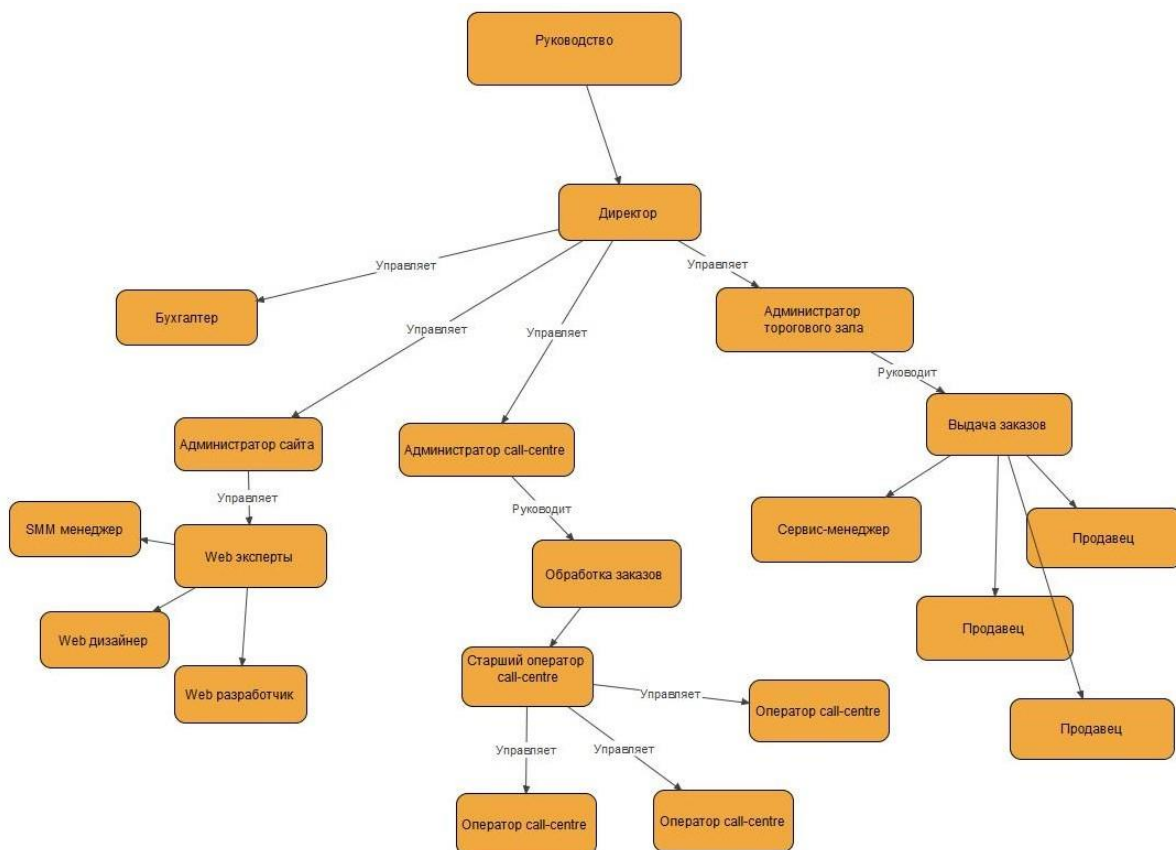 Руководство
Директор
Управляет
Управляет
Управляет
Управляет
Бухгалтер
Администратор
торогового зала
Руководит
Администратор сайта
Администратор call-centre
Выдача заказов
Управляет
Руководит
SMM менеджер
Web эксперты
Сервис-менеджер
Продавец
Обработка заказов
Продавец
Web дизайнер
Старший оператор
call-centre
Web разработчик
Управляет
Оператор call-centre
Продавец
Управляет
Управляет
Оператор call-centre
Оператор call-centre